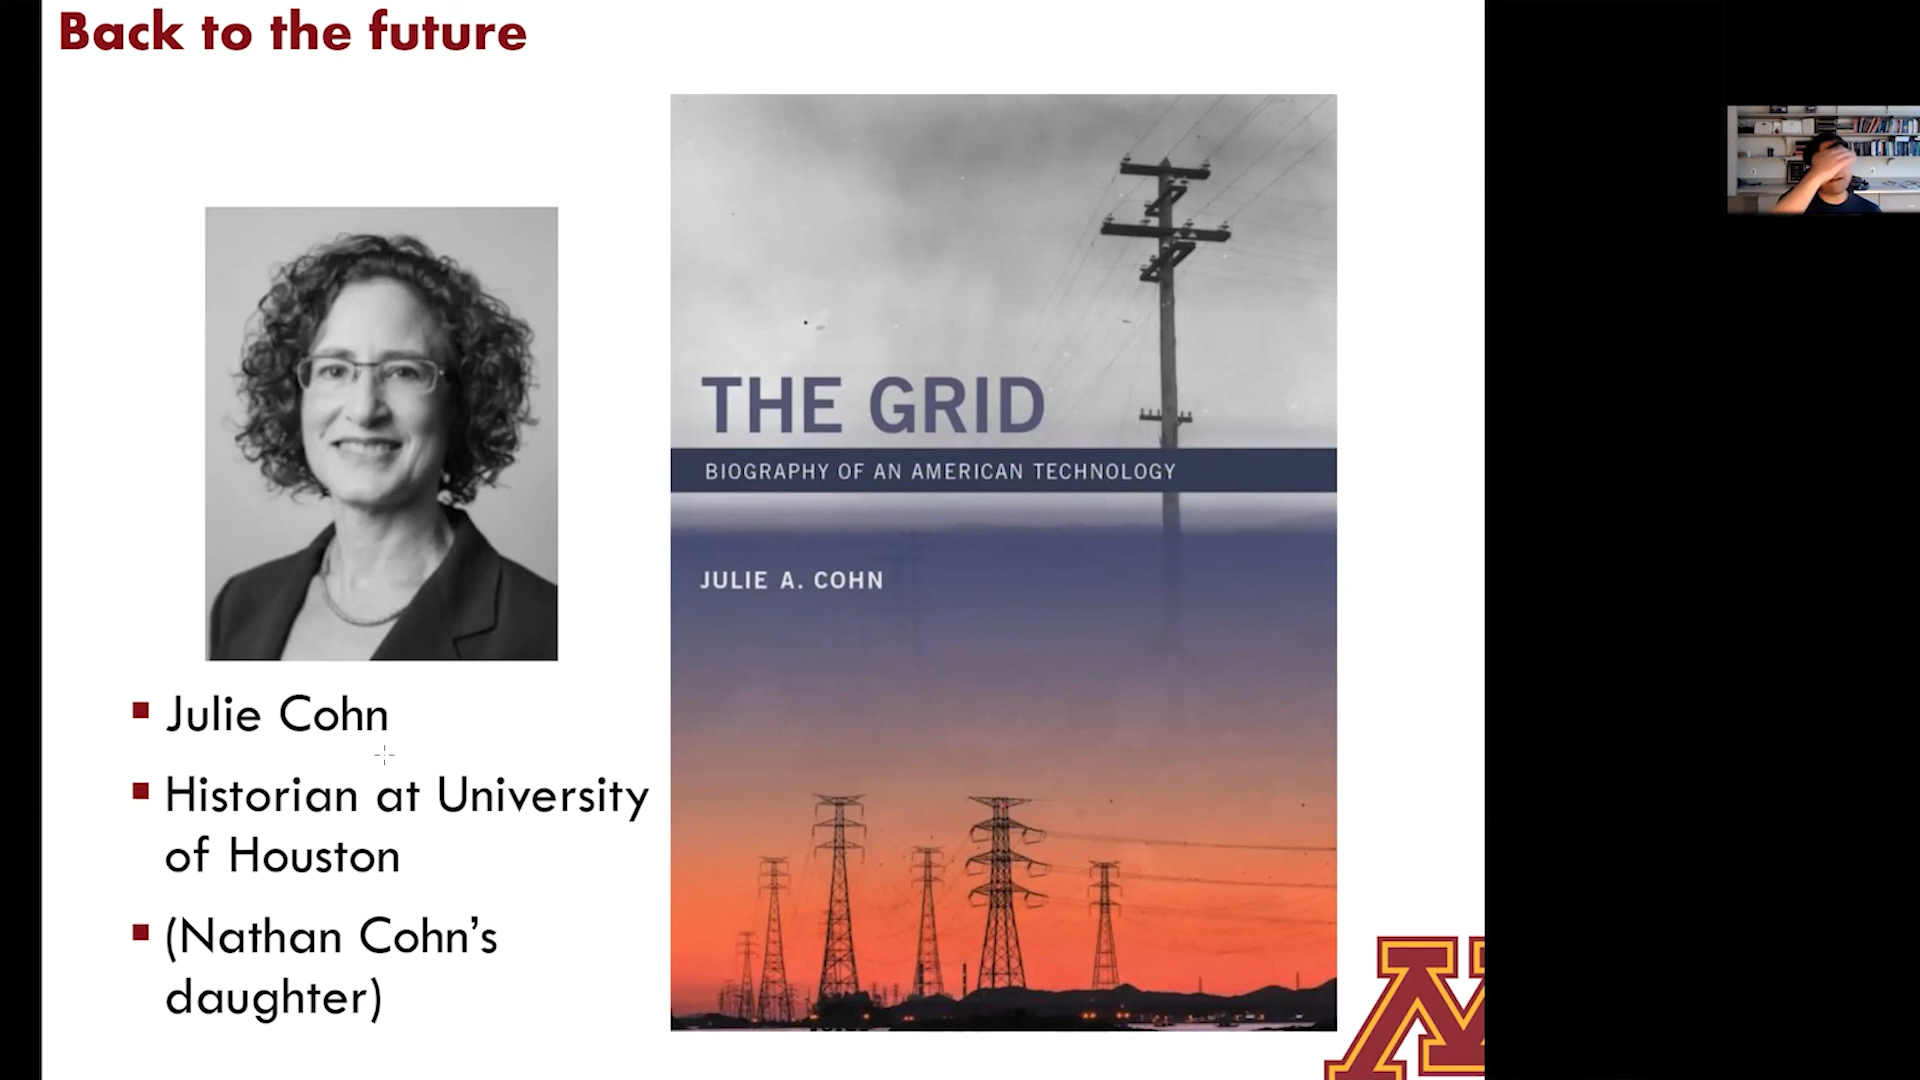 Back to the future
THE GRID
BIOGRAPHY OF AN AMERICAN TECHNOLOGY
JULIE A. COHN
Julie Cohn
Historian at University
of Houston
(Nathan Cohn’s
daughter)